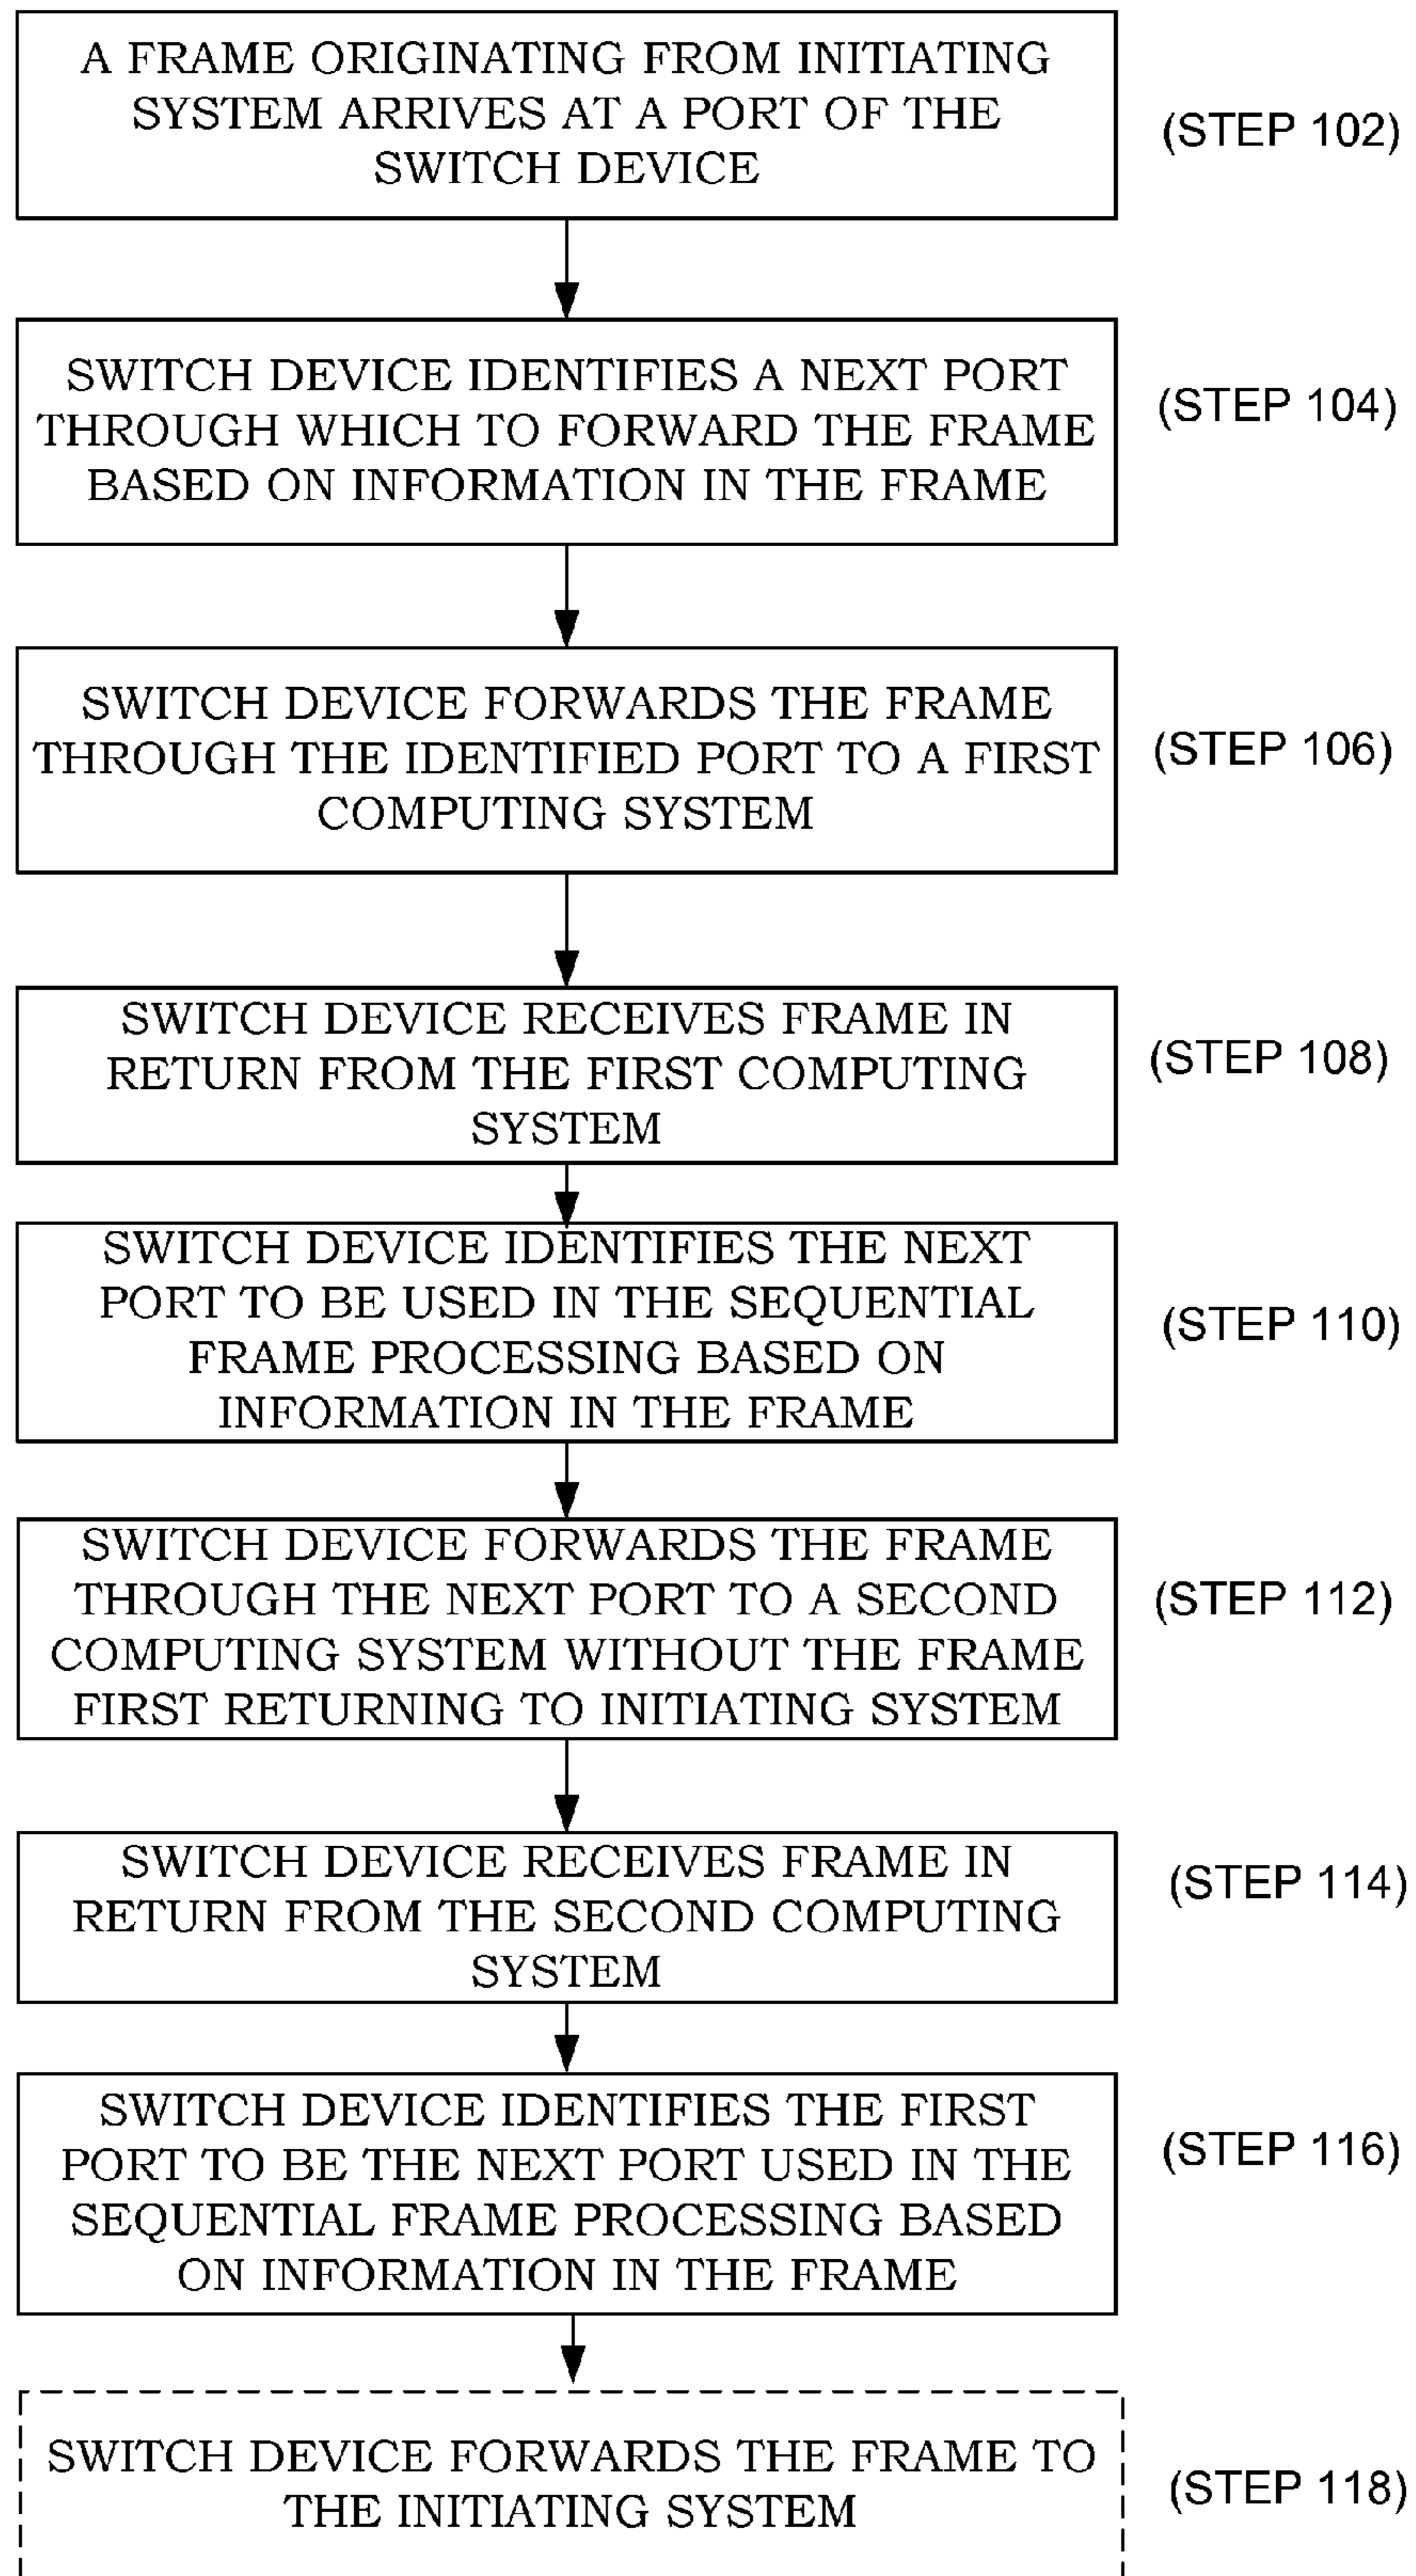 A FRAME ORIGINATING FROM INITIATING
SYSTEM ARRIVES AT A PORT OF THE
SWITCH DEVICE
(STEP 102)
SWITCH DEVICE IDENTIFIES A NEXT PORT
THROUGH WHICH TO FORWARD THE FRAME
BASED ON INFORMATION IN THE FRAME
(STEP 104)
SWITCH DEVICE FORWARDS THE FRAME
THROUGH THE IDENTIFIED PORT TO A FIRST
COMPUTING SYSTEM
(STEP 106)
SWITCH DEVICE RECEIVES FRAME IN
RETURN FROM THE FIRST COMPUTING
SYSTEM
(STEP 108)
SWITCH DEVICE IDENTIFIES THE NEXT
PORT TO BE USED IN THE SEQUENTIAL
FRAME PROCESSING BASED ON
INFORMATION IN THE FRAME
(STEP 110)
SWITCH DEVICE FORWARDS THE FRAME
THROUGH THE NEXT PORT TO A SECOND
COMPUTING SYSTEM WITHOUT THE FRAME
FIRST RETURNING TO INITIATING SYSTEM
(STEP 112)
SWITCH DEVICE RECEIVES FRAME IN
RETURN FROM THE SECOND COMPUTING
SYSTEM
(STEP 114)
SWITCH DEVICE IDENTIFIES THE FIRST
PORT TO BE THE NEXT PORT USED IN THE
SEQUENTIAL FRAME PROCESSING BASED
ON INFORMATION IN THE FRAME
(STEP 116)
SWITCH DEVICE FORWARDS THE FRAME TO
THE INITIATING SYSTEM
(STEP 118)